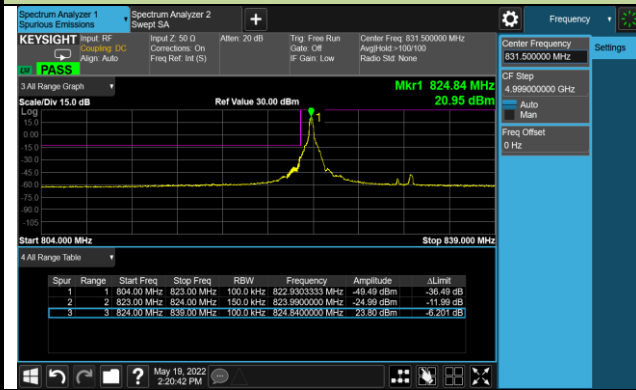 Spectrum Analyzer 1
Spurious Emissions
Spectrum Analyzer 2
Swept SA
+
Frequency
KEYSIGHT
Input: RF
Coupling: DC
Align: Auto
Input Z: 50 Ω
Corrections: On
Freq Ref: Int (S)
Atten: 20 dB
Trig: Free Run
Gate: Off
IF Gain: Low
Center Freq: 831.500000 MHz
Avg|Hold:>100/100
Radio Std: None
PASS
Center Frequency
831.500000 MHz
Settings
CF Step
4.999000000 GHz
Auto
Man
Freq Offset
0 Hz
3 All Range Graph
Mkr1 824.84 MHz
20.95 dBm
Scale/Div 15.0 dB
Ref Value 30.00 dBm
Log
15.0
0.00
-15.0
-30.0
-45.0
-60.0
-75.0
-90.0
-105
1
Start 804.000 MHz
Stop 839.000 MHz
4 All Range Table
Spur Range Start Freq Stop Freq RBW Frequency Amplitude ΔLimit
1 1 804.00 MHz 823.00 MHz 100.0 kHz 822.9303333 MHz -49.49 dBm -36.49 dB
2 2 823.00 MHz 824.00 MHz 150.0 kHz 823.9900000 MHz -24.99 dBm -11.99 dB
3 3 824.00 MHz 839.00 MHz 100.0 kHz 824.8400000 MHz 23.80 dBm -6.201 dB
?
May 19, 2022
2:20:42 PM